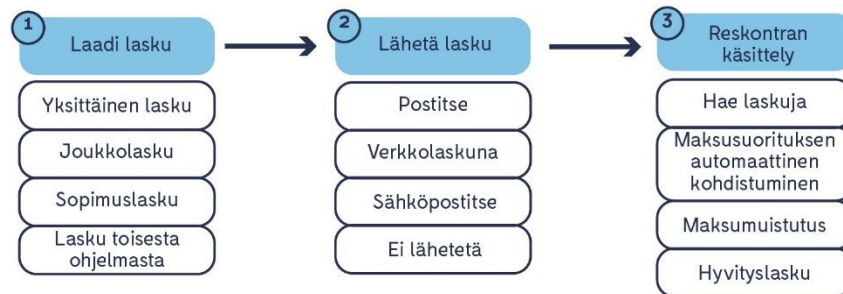 1
Laadi lasku
Yksittäinen lasku
Joukkolasku
Sopimuslasku
Lasku toisesta
ohjelmasta
2
Lähetä lasku
Postitse
Verkkolaskuna
Sähköpostitse
Ei lähetetä
3
Reskontran
käsittely
Hae laskuja
Maksusuorituksen
automaattinen
kohdistuminen
Maksumuistutus
Hyvityslasku